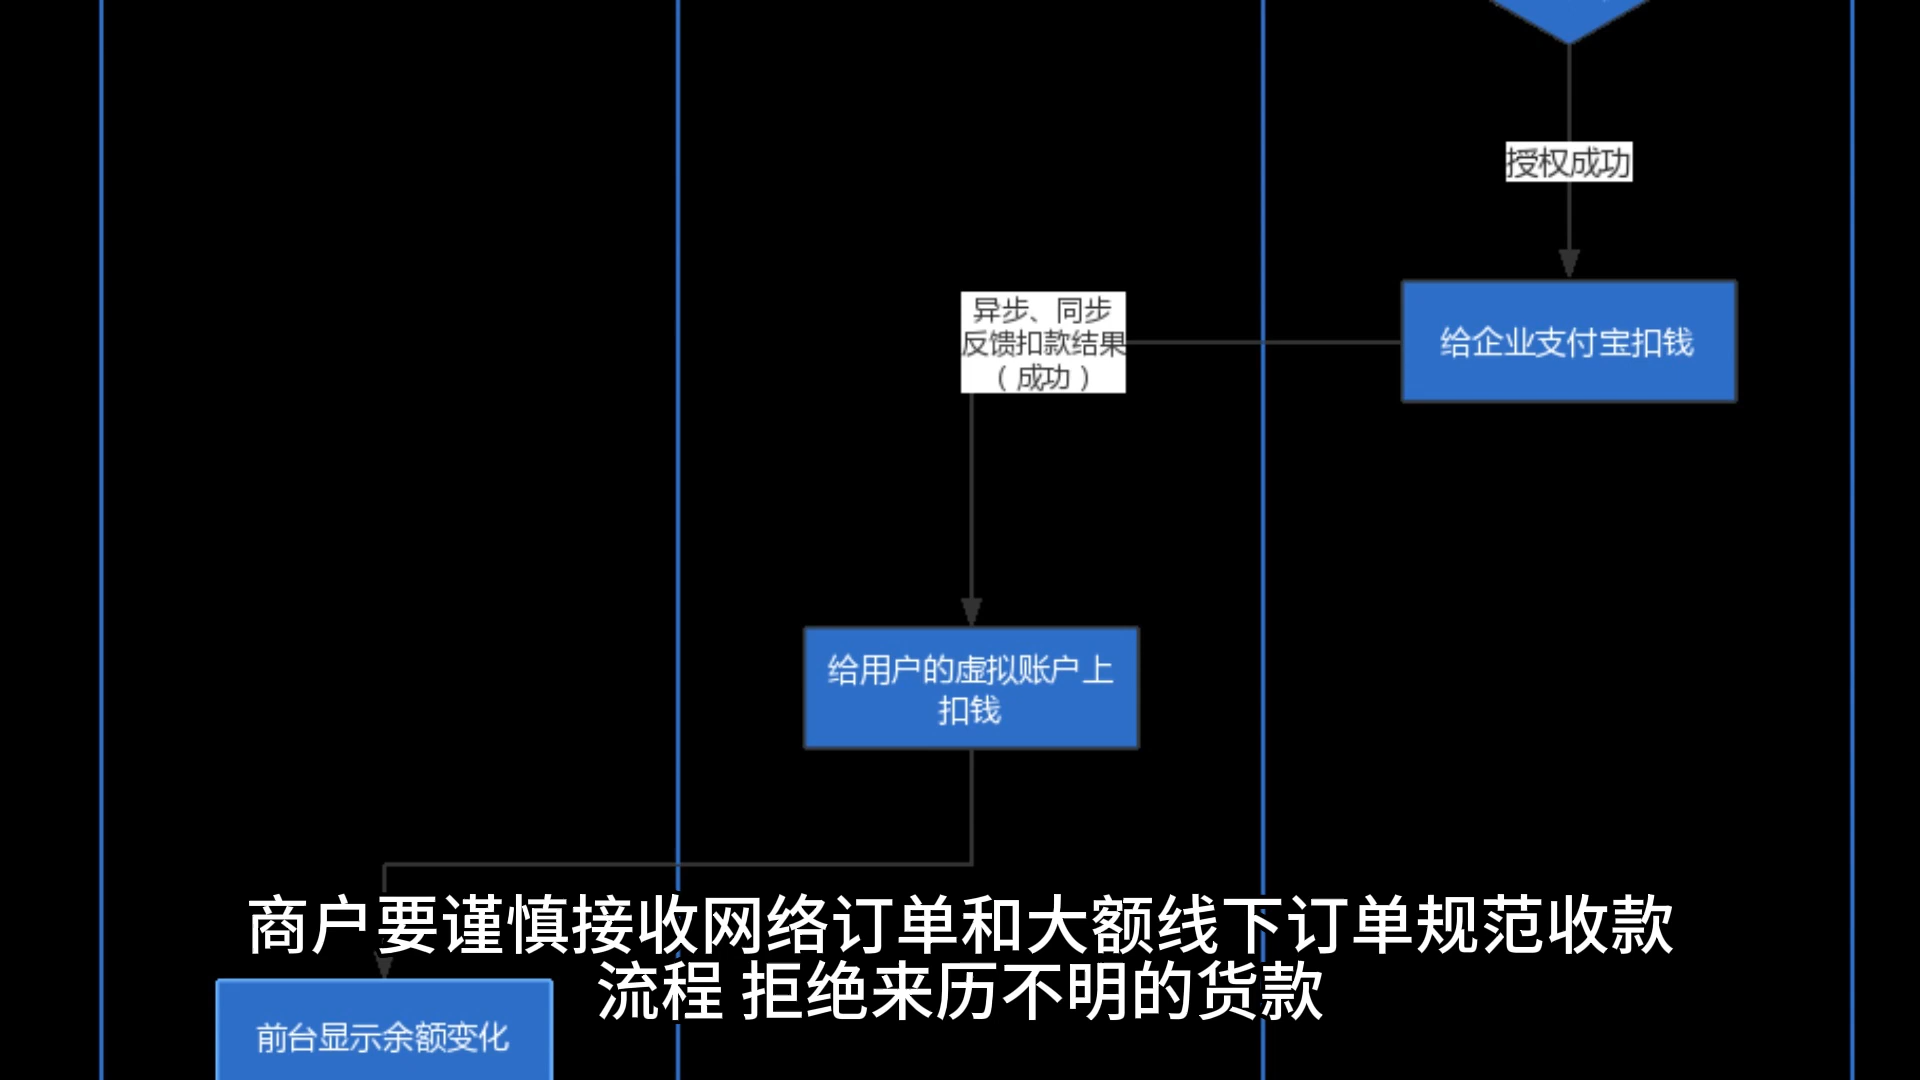 授权成功
异步、同步
反馈扣款结果
（成功）
给企业支付宝扣钱
给用户的虚拟账户上
扣钱
商户要谨慎接收网络订单和大额线下订单规范收款
流程 拒绝来历不明的货款
前台显示余额变化